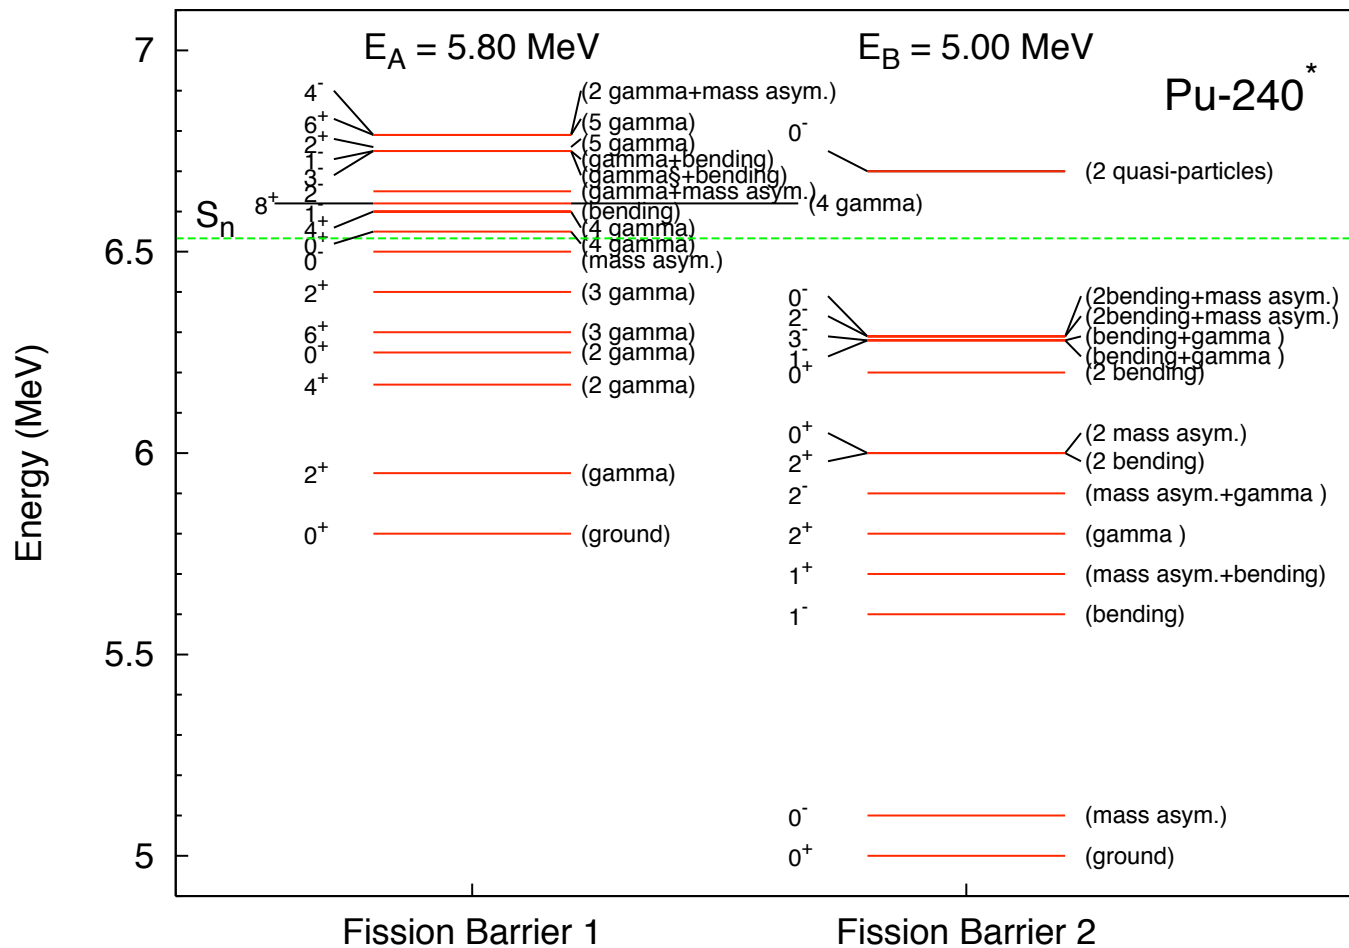 7
E_A = 5.80 MeV
E_B = 5.00 MeV
Pu-240*
4^- (2 gamma+mass asym.)
6^+ (5 gamma)
2^+ (5 gamma)
1^- (gamma+bending)
3^- (gamma§+bending)
2^- (gamma+mass asym.)
8^+ (4 gamma)
1^- (bending)
4^+ (4 gamma)
0^+ (4 gamma)
0^- (mass asym.)
2^+ (3 gamma)
6^+ (3 gamma)
0^+ (2 gamma)
4^+ (2 gamma)
2^+ (gamma)
0^+ (ground)
S_n
0^- (2 quasi-particles)
0^- (2bending+mass asym.)
2^- (2bending+mass asym.)
3^- (bending+gamma )
1^- (bending+gamma )
0^+ (2 bending)
0^+ (2 mass asym.)
2^+ (2 bending)
2^- (mass asym.+gamma )
2^+ (gamma )
1^+ (mass asym.+bending)
1^- (bending)
0^- (mass asym.)
0^+ (ground)
6.5
6
5.5
5
Energy (MeV)
Fission Barrier 1
Fission Barrier 2